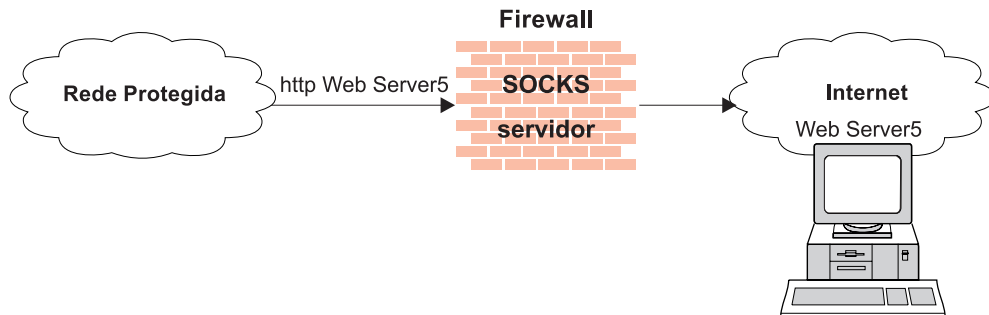 Firewall
Rede Protegida
http Web Server5
SOCKS
servidor
Internet
Web Server5